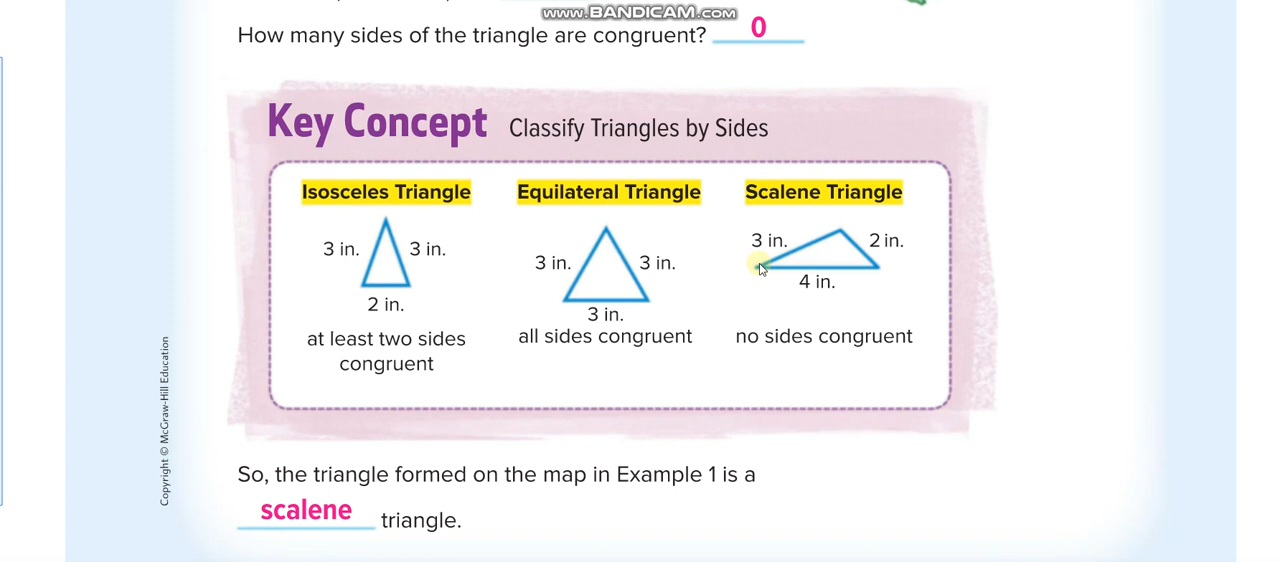 www.BANDICAM.com
How many sides of the triangle are congruent? 0
Key Concept Classify Triangles by Sides
Isosceles Triangle
3 in. 3 in.
2 in.
at least two sides
congruent
Equilateral Triangle
3 in. 3 in.
3 in.
all sides congruent
Scalene Triangle
3 in. 2 in.
4 in.
no sides congruent
Copyright © McGraw-Hill Education
So, the triangle formed on the map in Example 1 is a
scalene triangle.